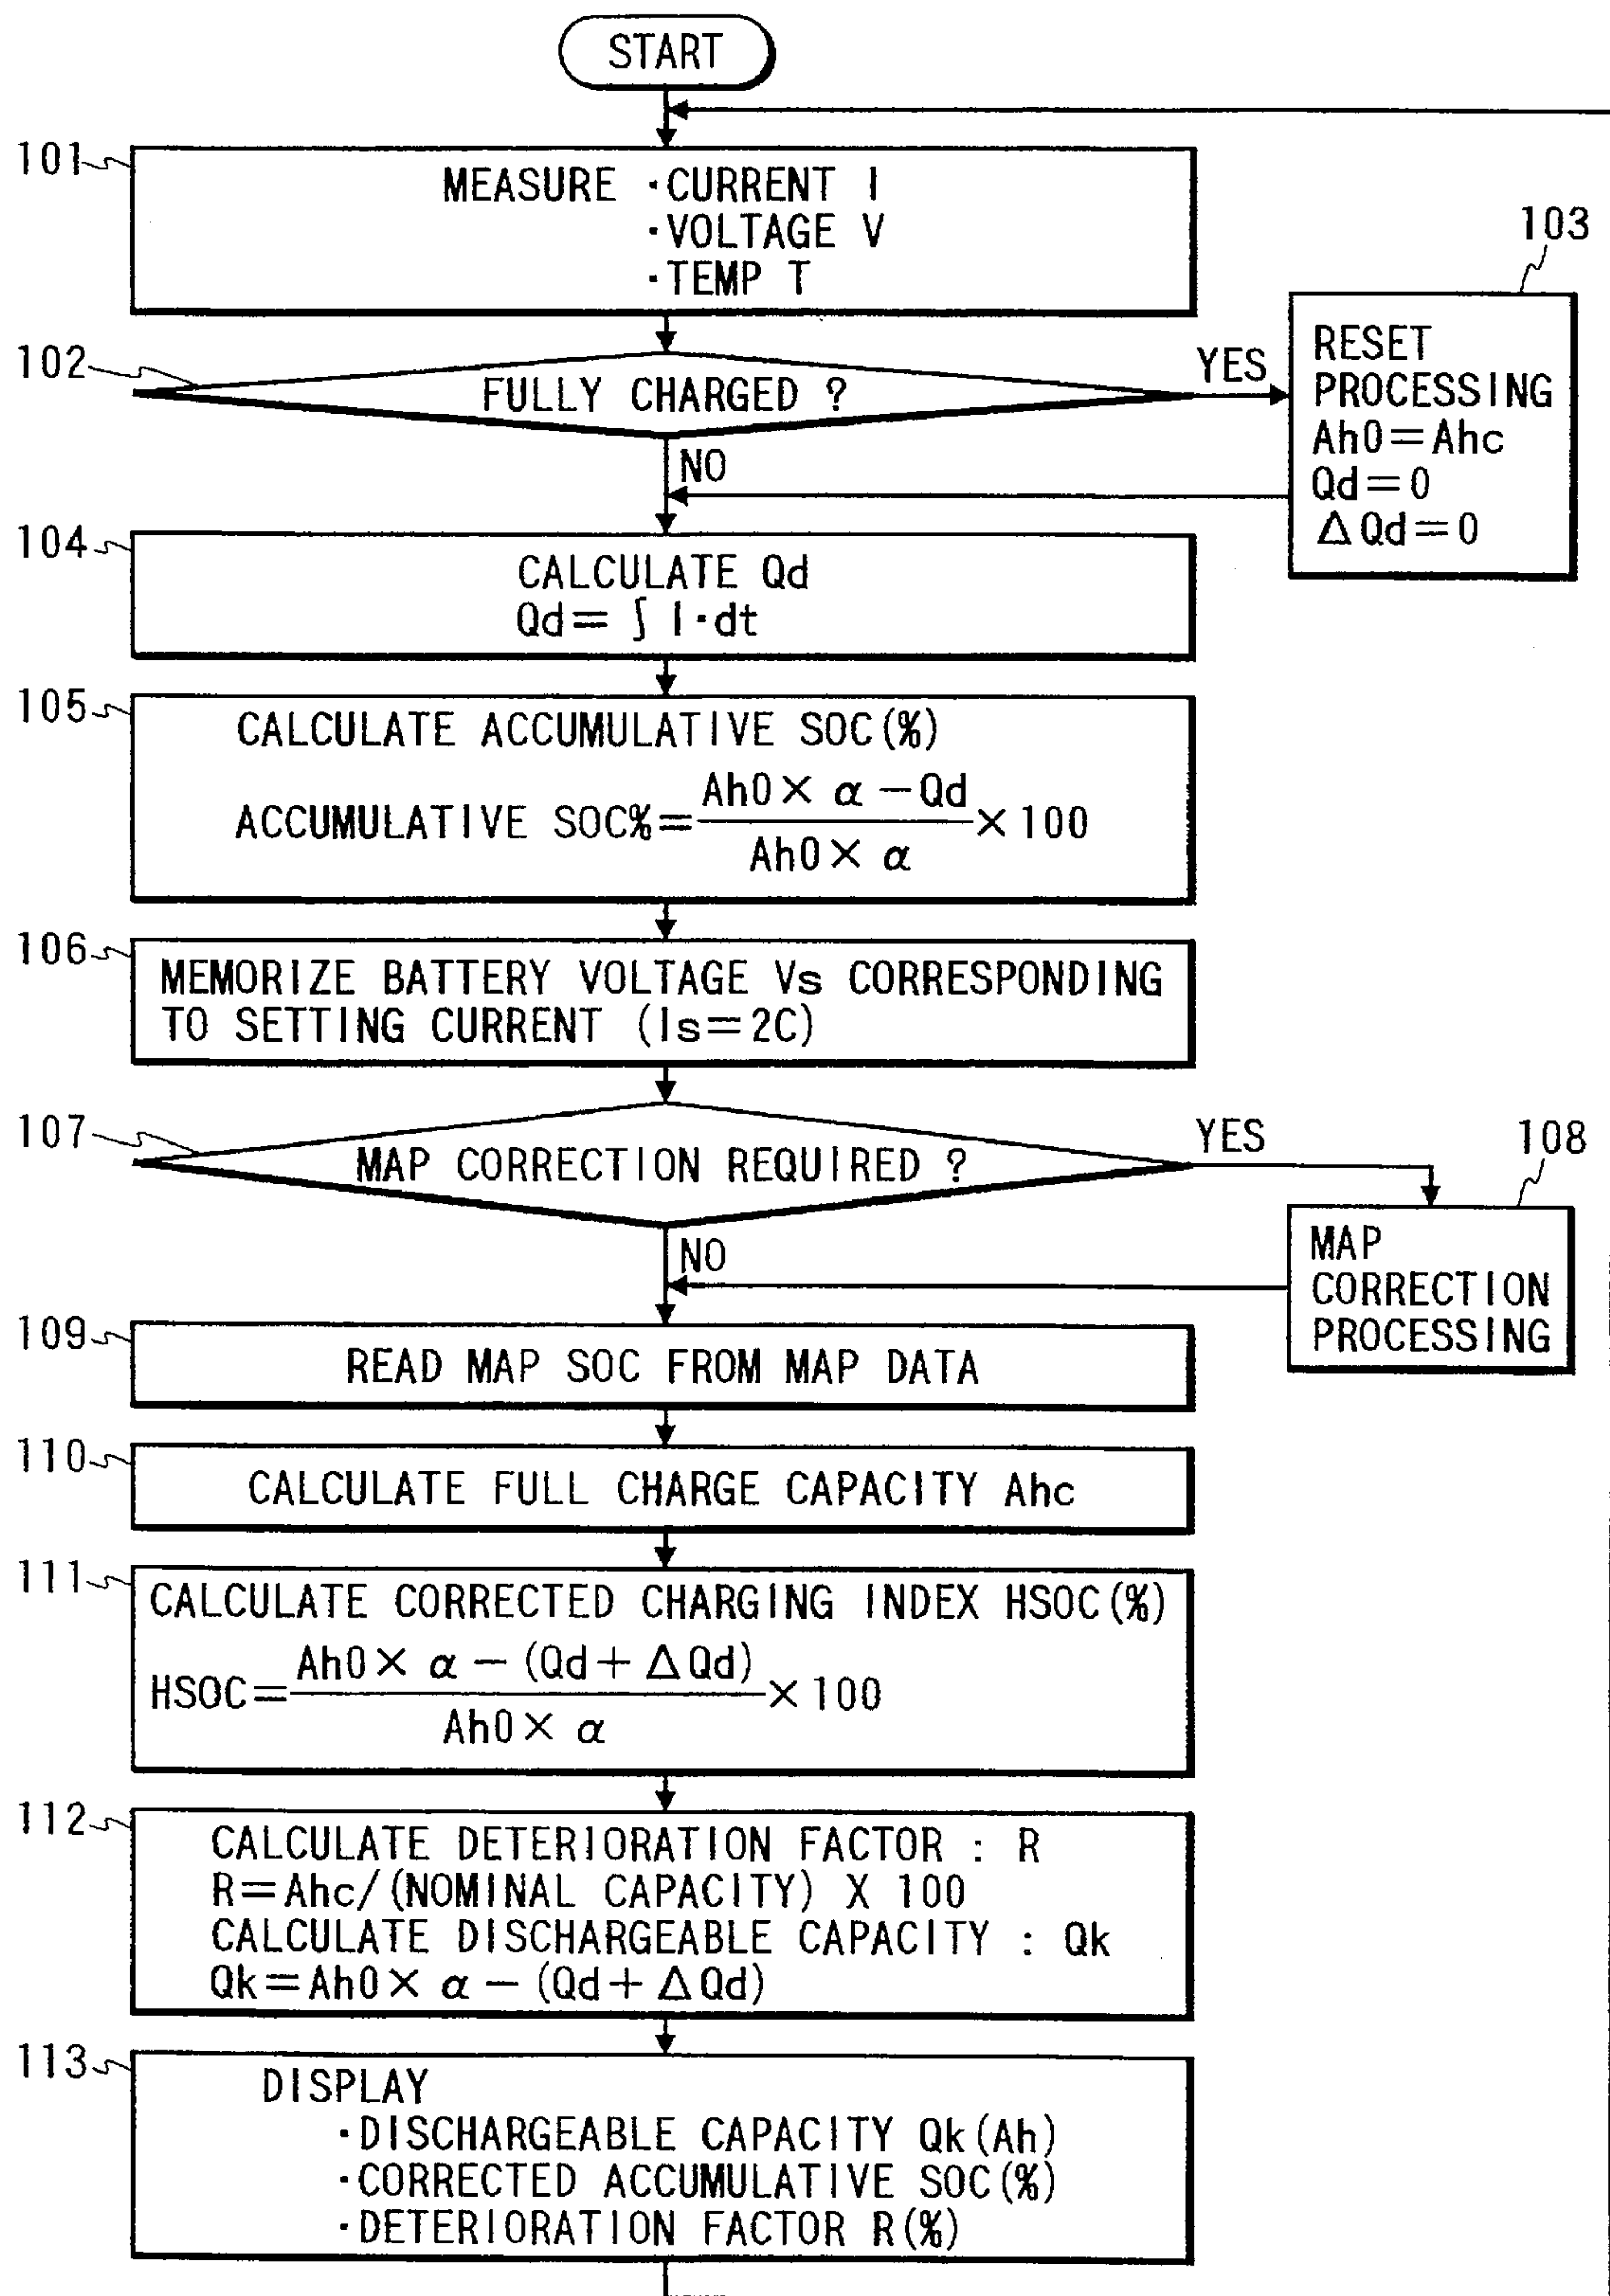 START
101
MEASURE ·CURRENT I
·VOLTAGE V
·TEMP T
102
FULLY CHARGED ?
YES
NO
103
RESET
PROCESSING
Ah0=Ahc
Qd=0
ΔQd=0
104
CALCULATE Qd
Qd=∫I·dt
105
CALCULATE ACCUMULATIVE SOC(%)
ACCUMULATIVE SOC%=(Ah0×α−Qd)/(Ah0×α)×100
106
MEMORIZE BATTERY VOLTAGE Vs CORRESPONDING
TO SETTING CURRENT (Is=2C)
107
MAP CORRECTION REQUIRED ?
YES
NO
108
MAP
CORRECTION
PROCESSING
109
READ MAP SOC FROM MAP DATA
110
CALCULATE FULL CHARGE CAPACITY Ahc
111
CALCULATE CORRECTED CHARGING INDEX HSOC(%)
HSOC=(Ah0×α−(Qd+ΔQd))/(Ah0×α)×100
112
CALCULATE DETERIORATION FACTOR : R
R=Ahc/(NOMINAL CAPACITY) X 100
CALCULATE DISCHARGEABLE CAPACITY : Qk
Qk=Ah0×α−(Qd+ΔQd)
113
DISPLAY
·DISCHARGEABLE CAPACITY Qk(Ah)
·CORRECTED ACCUMULATIVE SOC(%)
·DETERIORATION FACTOR R(%)